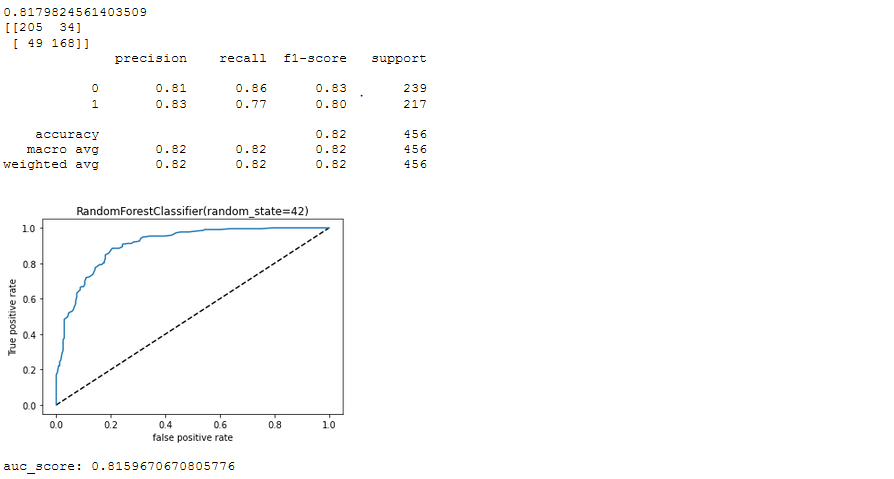 0.8179824561403509
[[205  34]
 [ 49 168]]
              precision    recall  f1-score   support

           0       0.81      0.86      0.83       239
           1       0.83      0.77      0.80       217

    accuracy                           0.82       456
   macro avg       0.82      0.82      0.82       456
weighted avg       0.82      0.82      0.82       456

RandomForestClassifier(random_state=42)
1.0
0.8
0.6
0.4
0.2
0.0
True positive rate
0.0 0.2 0.4 0.6 0.8 1.0
false positive rate
auc_score: 0.8159670670805776